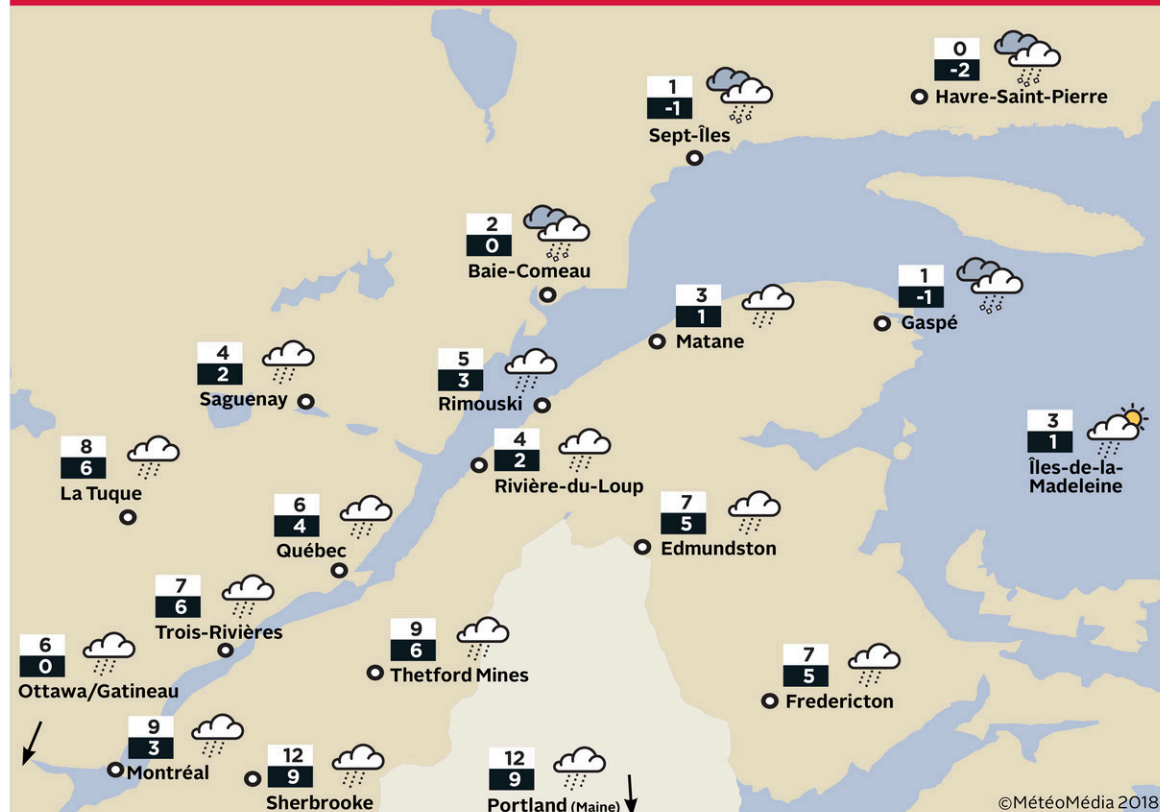 0
-2
Havre-Saint-Pierre
1
-1
Sept-Îles
2
0
Baie-Comeau
1
-1
Gaspé
3
1
Matane
4
2
Saguenay
5
3
Rimouski
3
1
Îles-de-la-
Madeleine
8
6
La Tuque
4
2
Rivière-du-Loup
6
4
Québec
7
5
Edmundston
7
6
Trois-Rivières
9
6
Thetford Mines
6
0
Ottawa/Gatineau
7
5
Fredericton
9
3
Montréal
12
9
Sherbrooke
12
9
Portland (Maine)
©MétéoMédia 2018